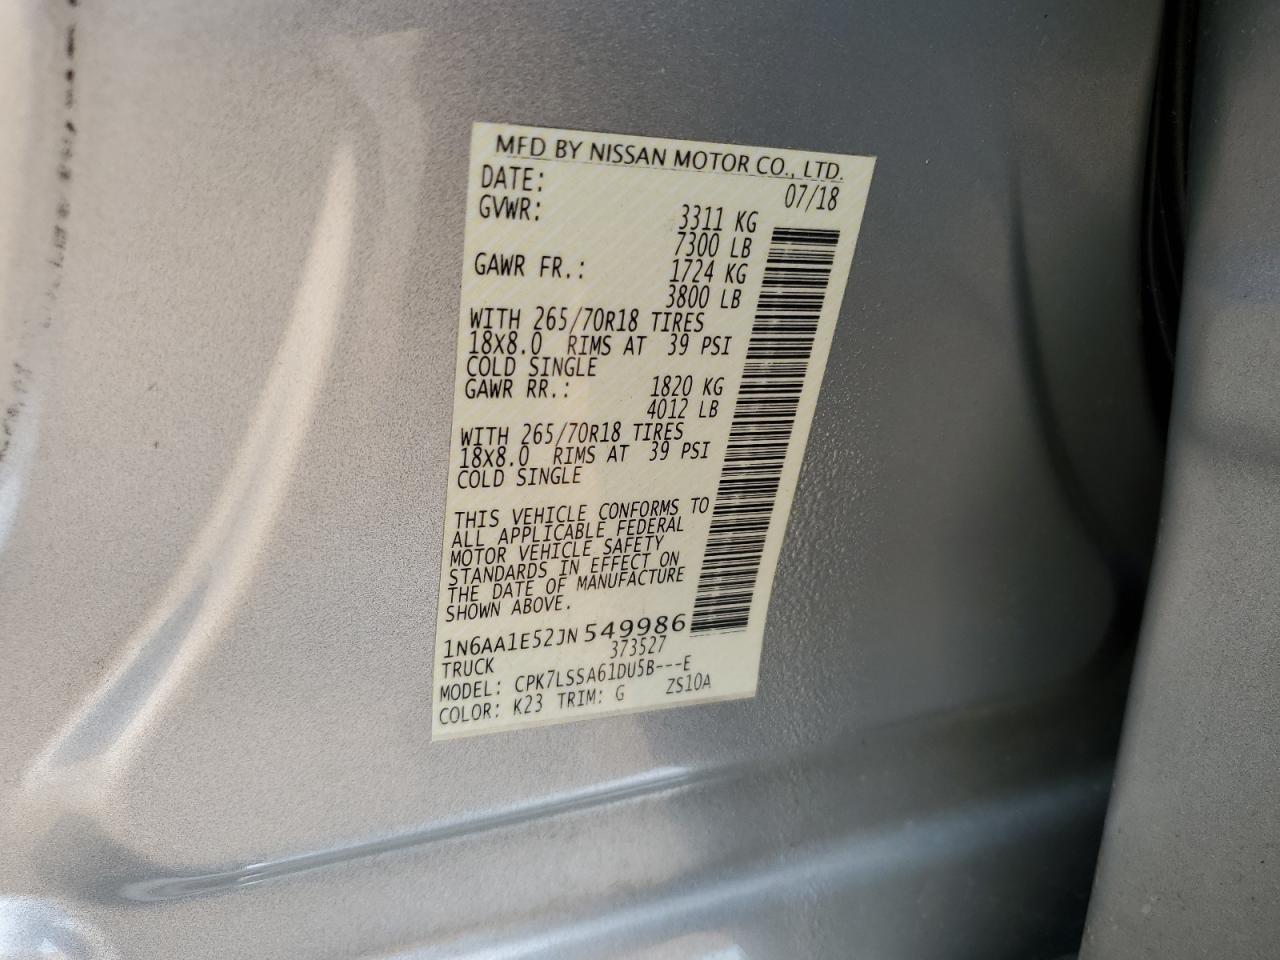 MFD BY NISSAN MOTOR CO., LTD.
DATE: 07/18
GVWR: 3311 KG
7300 LB
GAWR FR.: 1724 KG
3800 LB
WITH 265/70R18 TIRES
18X8.0 RIMS AT 39 PSI
COLD SINGLE
GAWR RR.: 1820 KG
4012 LB
WITH 265/70R18 TIRES
18X8.0 RIMS AT 39 PSI
COLD SINGLE
THIS VEHICLE CONFORMS TO
ALL APPLICABLE FEDERAL
MOTOR VEHICLE SAFETY
STANDARDS IN EFFECT ON
THE DATE OF MANUFACTURE
SHOWN ABOVE.
1N6AA1E52JN549986
TRUCK 373527
MODEL: CPK7LSSA61DU5B---E
COLOR: K23 TRIM: G ZS10A